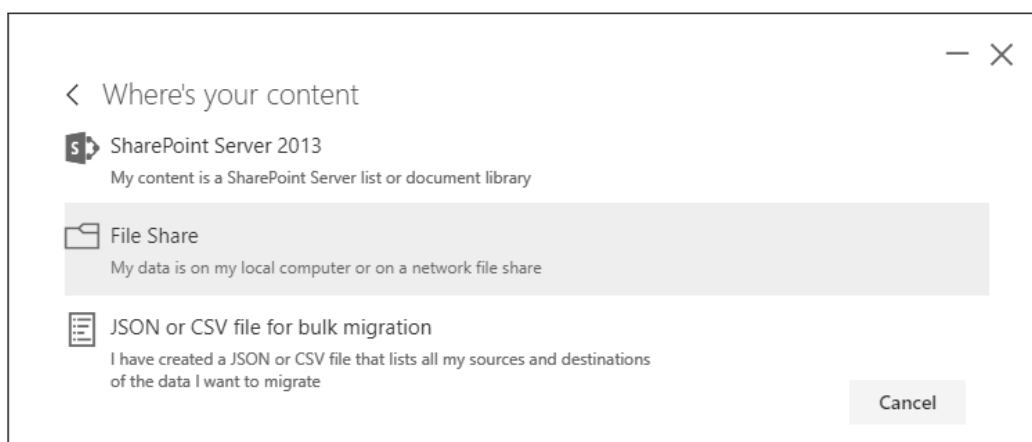 Where's your content
SharePoint Server 2013
My content is a SharePoint Server list or document library
File Share
My data is on my local computer or on a network file share
JSON or CSV file for bulk migration
I have created a JSON or CSV file that lists all my sources and destinations
of the data I want to migrate
Cancel